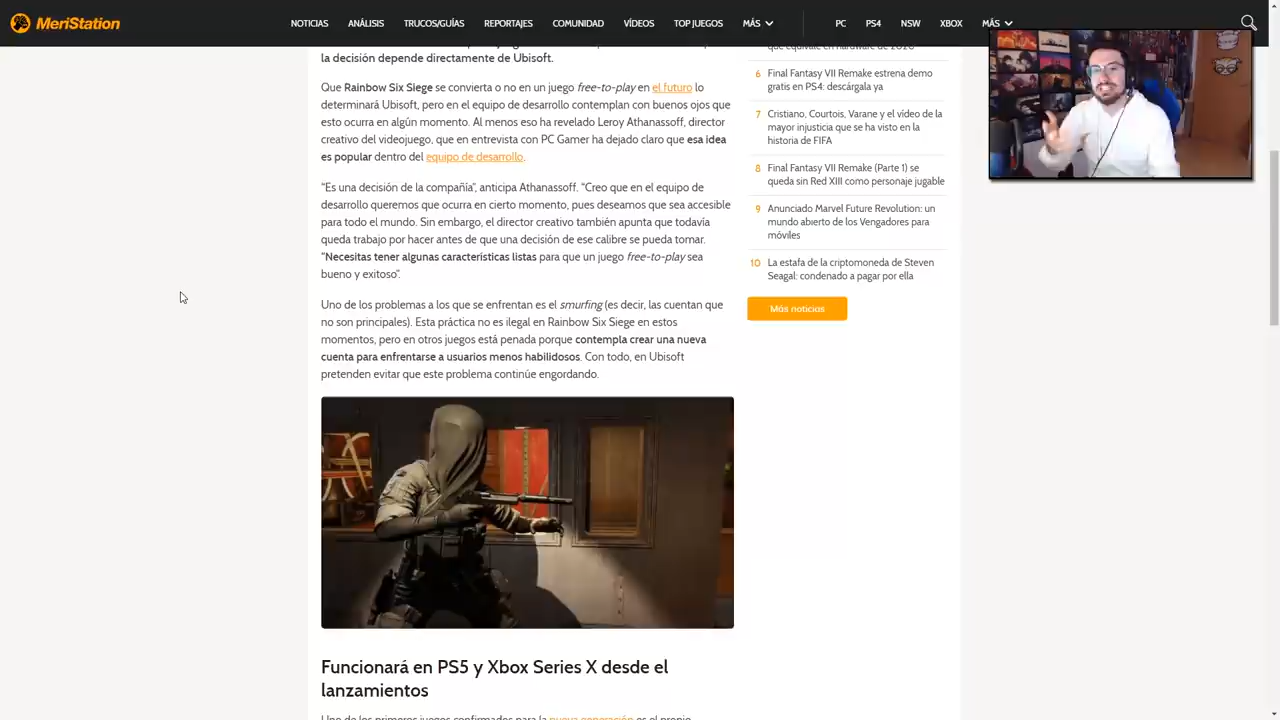 MeriStation
NOTICIAS ANÁLISIS TRUCOS/GUÍAS REPORTAJES COMUNIDAD VÍDEOS TOP JUEGOS MÁS PC PS4 NSW XBOX MÁS
la decisión depende directamente de Ubisoft.
Que Rainbow Six Siege se convierta o no en un juego free-to-play en el futuro lo
determinará Ubisoft, pero en el equipo de desarrollo contemplan con buenos ojos que
esto ocurra en algún momento. Al menos eso ha revelado Leroy Athanassoff, director
creativo del videojuego, que en entrevista con PC Gamer ha dejado claro que esa idea
es popular dentro del equipo de desarrollo.
"Es una decisión de la compañía", anticipa Athanassoff. "Creo que en el equipo de
desarrollo queremos que ocurra en cierto momento, pues deseamos que sea accesible
para todo el mundo. Sin embargo, el director creativo también apunta que todavía
queda trabajo por hacer antes de que una decisión de ese calibre se pueda tomar.
"Necesitas tener algunas características listas para que un juego free-to-play sea
bueno y exitoso".
Uno de los problemas a los que se enfrentan es el smurfing (es decir, las cuentan que
no son principales). Esta práctica no es ilegal en Rainbow Six Siege en estos
momentos, pero en otros juegos está penada porque contempla crear una nueva
cuenta para enfrentarse a usuarios menos habilidosos. Con todo, en Ubisoft
pretenden evitar que este problema continúe engordando.
Funcionará en PS5 y Xbox Series X desde el
lanzamientos
Uno de los primeros juegos confirmados para la nueva generación es el propio
que equivale en hardware de 2020
6 Final Fantasy VII Remake estrena demo
gratis en PS4: descárgala ya
7 Cristiano, Courtois, Varane y el vídeo de la
mayor injusticia que se ha visto en la
historia de FIFA
8 Final Fantasy VII Remake (Parte 1) se
queda sin Red XIII como personaje jugable
9 Anunciado Marvel Future Revolution: un
mundo abierto de los Vengadores para
móviles
10 La estafa de la criptomoneda de Steven
Seagal: condenado a pagar por ella
Más noticias